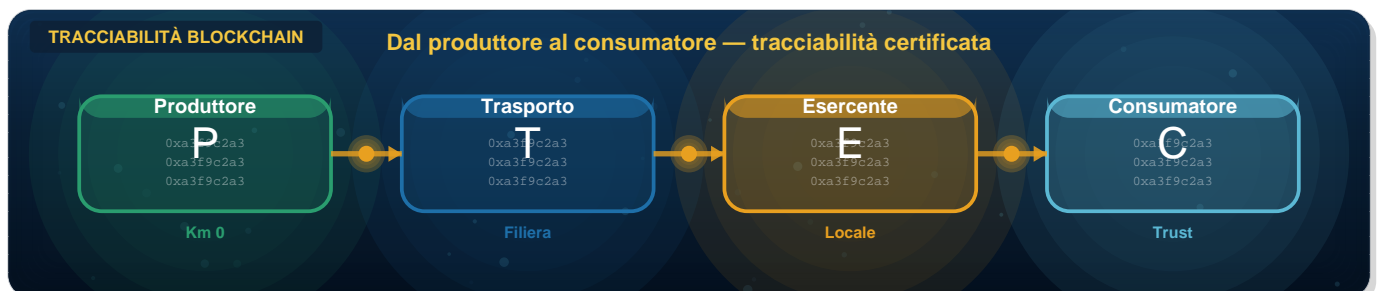 TRACCIABILITÀ BLOCKCHAIN
Dal produttore al consumatore — tracciabilità certificata
Produttore
P
0xa3f9c2a3
0xa3f9c2a3
0xa3f9c2a3
Km 0
Trasporto
T
0xa3f9c2a3
0xa3f9c2a3
0xa3f9c2a3
Filiera
Esercente
E
0xa3f9c2a3
0xa3f9c2a3
0xa3f9c2a3
Locale
Consumatore
C
0xa3f9c2a3
0xa3f9c2a3
0xa3f9c2a3
Trust